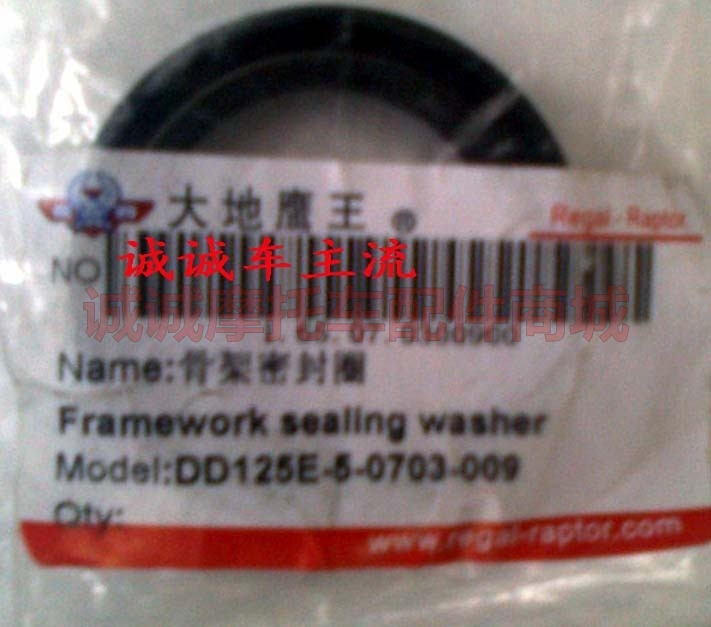 大地鹰王®
Regal-Raptor
NO
诚诚车主流
诚诚摩托车配件商城
Name:骨架密封圈
Framework sealing washer
Model:DD125E-5-0703-009
Qty:
www.regal-raptor.com